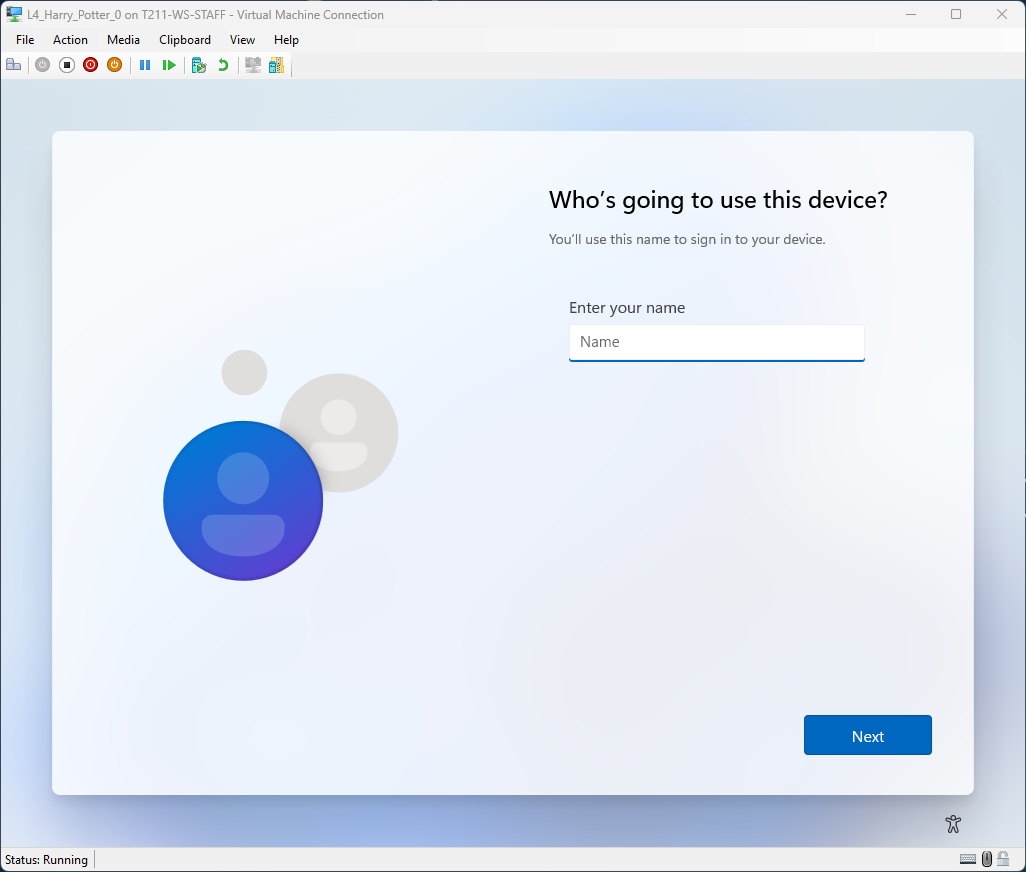 L4_Harry_Potter_0 on T211-WS-STAFF - Virtual Machine Connection
File Action Media Clipboard View Help
Who's going to use this device?
You'll use this name to sign in to your device.
Enter your name
Name
Next
Status: Running